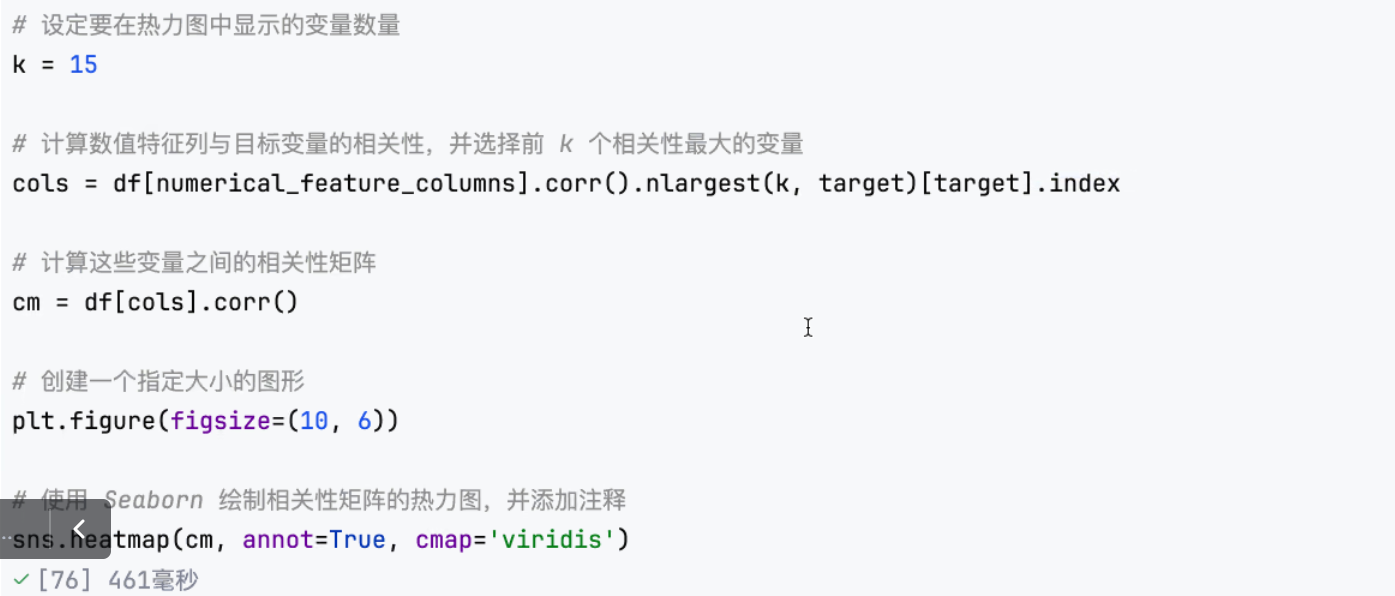 # 设定要在热力图中显示的变量数量
k = 15
# 计算数值特征列与目标变量的相关性，并选择前 k 个相关性最大的变量
cols = df[numerical_feature_columns].corr().nlargest(k, target)[target].index
# 计算这些变量之间的相关性矩阵
cm = df[cols].corr()
# 创建一个指定大小的图形
plt.figure(figsize=(10, 6))
# 使用 Seaborn 绘制相关性矩阵的热力图，并添加注释
sns.heatmap(cm, annot=True, cmap='viridis')
[76] 461毫秒